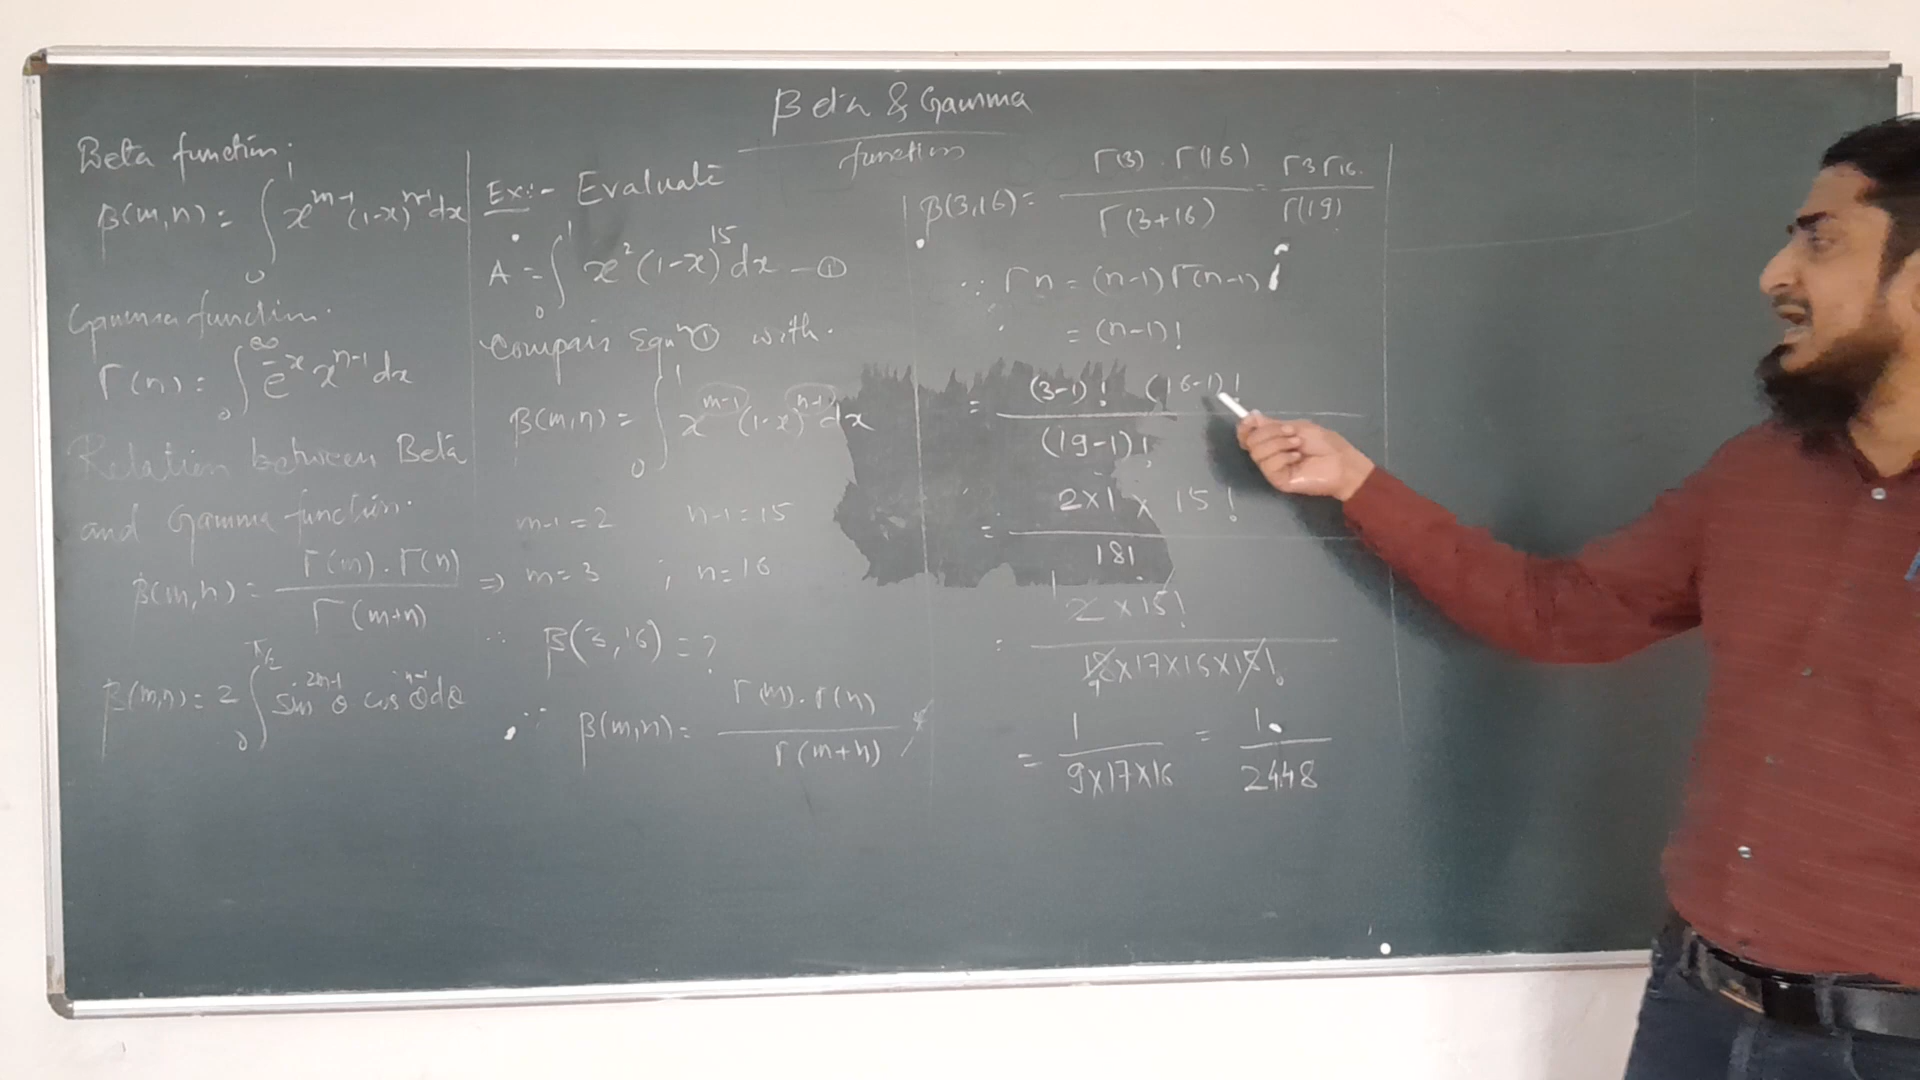 Beta & Gamma
function
Beta function;
β(m,n) = ∫₀¹ x^{m-1} (1-x)^{n-1} dx
Gamma function.
Γ(n) = ∫₀^∞ e^{-x} x^{n-1} dx
Relation between Beta
and Gamma function.
β(m,n) = Γ(m).Γ(n) / Γ(m+n)
β(m,n) = 2 ∫₀^{π/2} sin^{2m-1} θ cos^{n-1} θ dθ
Ex:- Evaluate
A = ∫₀¹ x² (1-x)^{15} dx — ①
Compair Equⁿ ① with.
β(m,n) = ∫₀¹ x^{m-1} (1-x)^{n-1} dx
m-1 = 2    n-1 = 15
⇒ m = 3 ; n = 16
∴ β(3,16) = ?
∵ β(m,n) = Γ(m).Γ(n) / Γ(m+n)
β(3,16) = Γ(3).Γ(16) / Γ(3+16) = Γ3 Γ16. / Γ(19)
∵ Γn = (n-1)Γ(n-1)
= (n-1)!
= (3-1)! (16-1)! / (19-1)!
= 2×1 × 15! / 18!
= 2 × 15! / 18×17×16×15!
= 1 / 9×17×16 = 1 / 2448